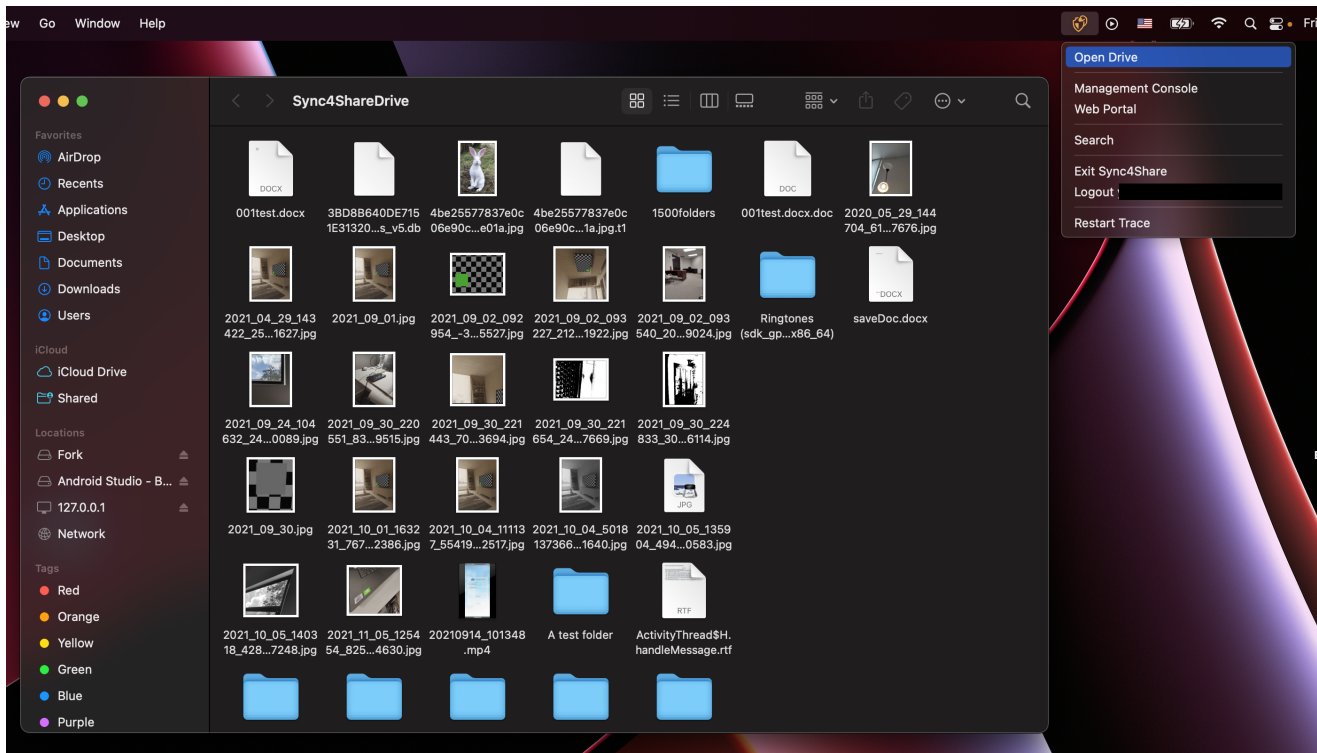 Go Window Help
Fri
Open Drive
Management Console
Web Portal
Search
Exit Sync4Share
Logout
Restart Trace
Sync4ShareDrive
Favorites
AirDrop
Recents
Applications
Desktop
Documents
Downloads
Users
iCloud
iCloud Drive
Shared
Locations
Fork
Android Studio - B...
127.0.0.1
Network
Tags
Red
Orange
Yellow
Green
Blue
Purple
DOCX
DOC
001test.docx 3BD8B640DE715 4be25577837e0c 4be25577837e0c 1500folders 001test.docx.doc 2020_05_29_144
1E31320...s_v5.db 06e90c...e01a.jpg 06e90c...1a.jpg.t1 704_61...7676.jpg
DOCX
2021_04_29_143 2021_09_01.jpg 2021_09_02_092 2021_09_02_093 2021_09_02_093 Ringtones saveDoc.docx
422_25...1627.jpg 954_-3...5527.jpg 227_212...1922.jpg 540_20...9024.jpg (sdk_gp...x86_64)
2021_09_24_104 2021_09_30_220 2021_09_30_221 2021_09_30_221 2021_09_30_224
632_24...0089.jpg 551_83...9515.jpg 443_70...3694.jpg 654_24...7669.jpg 833_30...6114.jpg
JPG
2021_09_30.jpg 2021_10_01_1632 2021_10_04_11113 2021_10_04_5018 2021_10_05_1359
31_767...2386.jpg 7_55419...2517.jpg 137366...1640.jpg 04_494...0583.jpg
RTF
2021_10_05_1403 2021_11_05_1254 20210914_101348 A test folder ActivityThread$H.
18_428...7248.jpg 54_825...4630.jpg .mp4 handleMessage.rtf